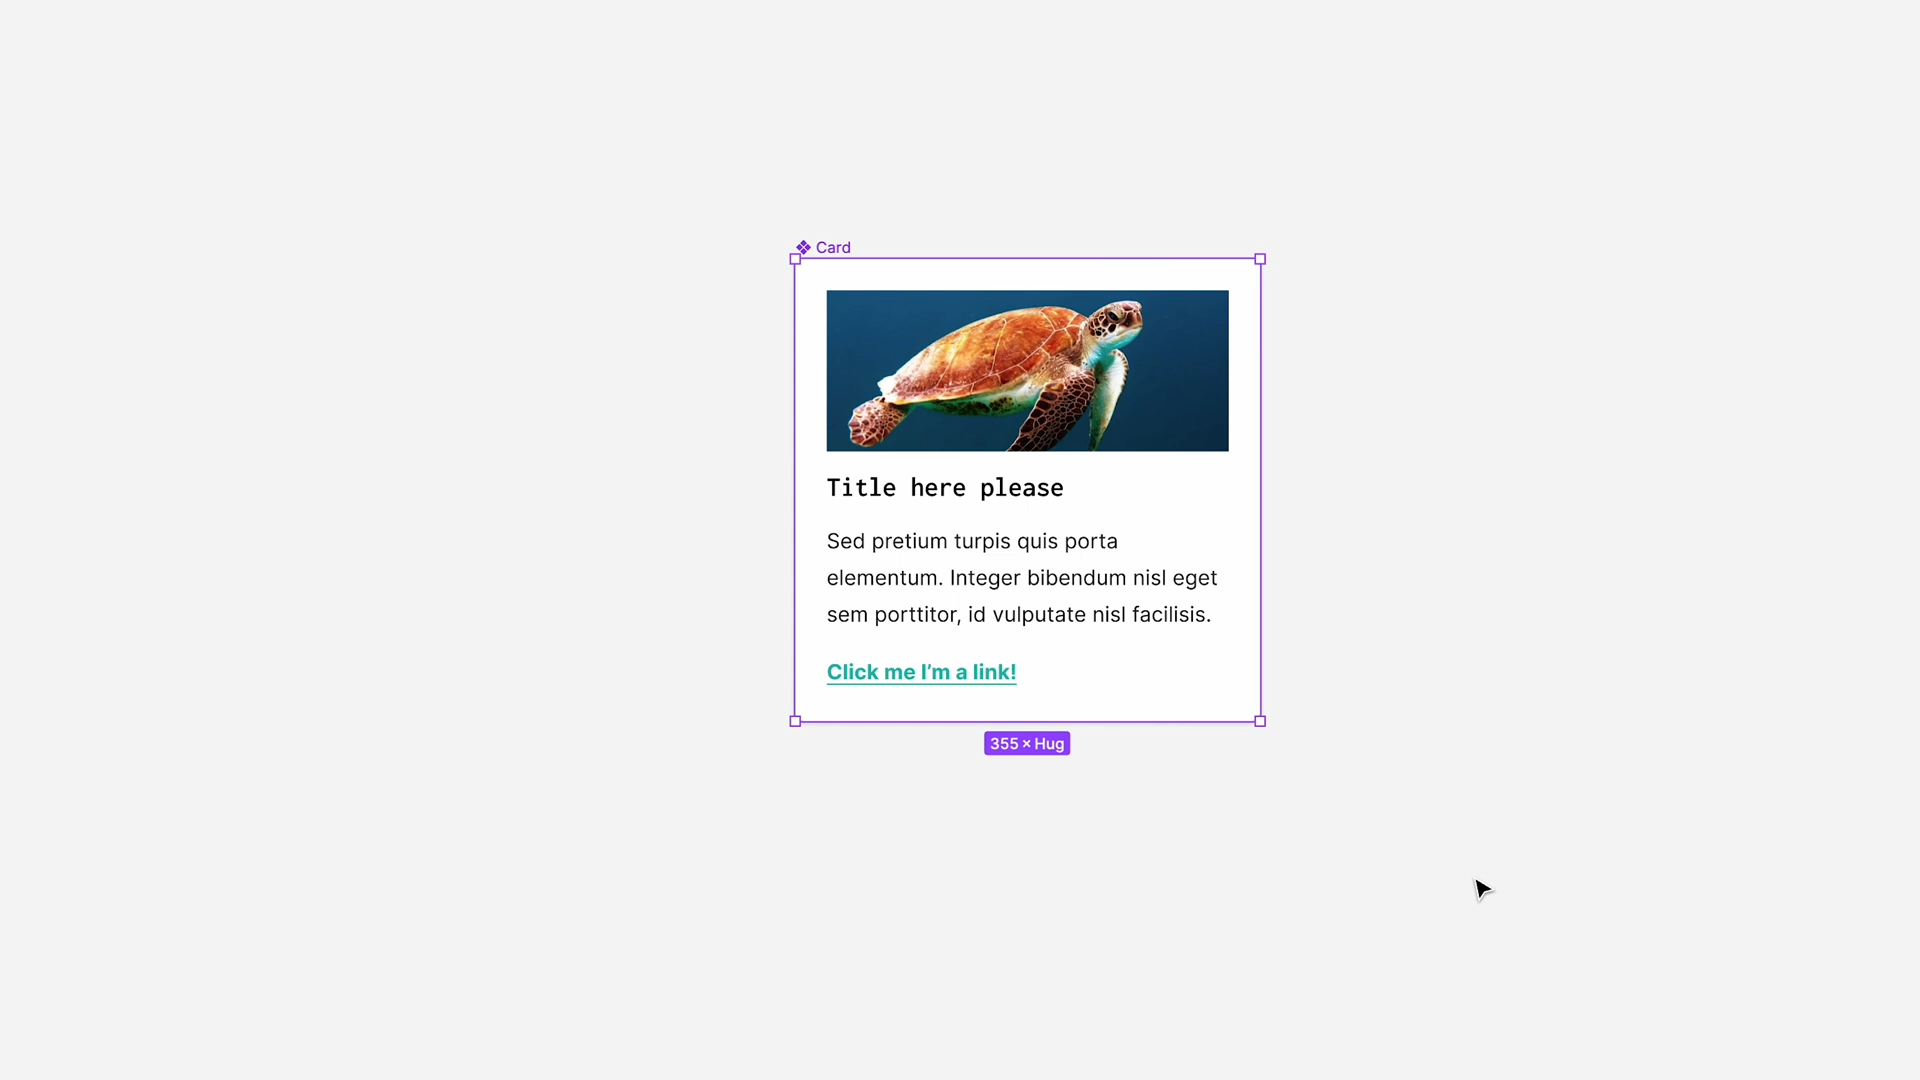 Card
Title here please
Sed pretium turpis quis porta
elementum. Integer bibendum nisl eget
sem porttitor, id vulputate nisl facilisis.
Click me I’m a link!
355 × Hug